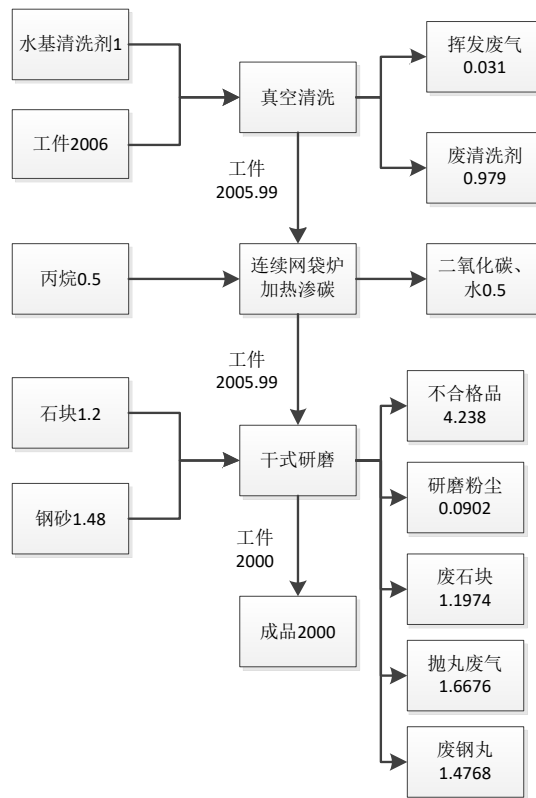 水基清洗剂1
工件2006
真空清洗
挥发废气
0.031
废清洗剂
0.979
工件
2005.99
丙烷0.5
连续网袋炉
加热渗碳
二氧化碳、
水0.5
工件
2005.99
石块1.2
钢砂1.48
干式研磨
不合格品
4.238
研磨粉尘
0.0902
废石块
1.1974
抛丸废气
1.6676
废钢丸
1.4768
工件
2000
成品2000